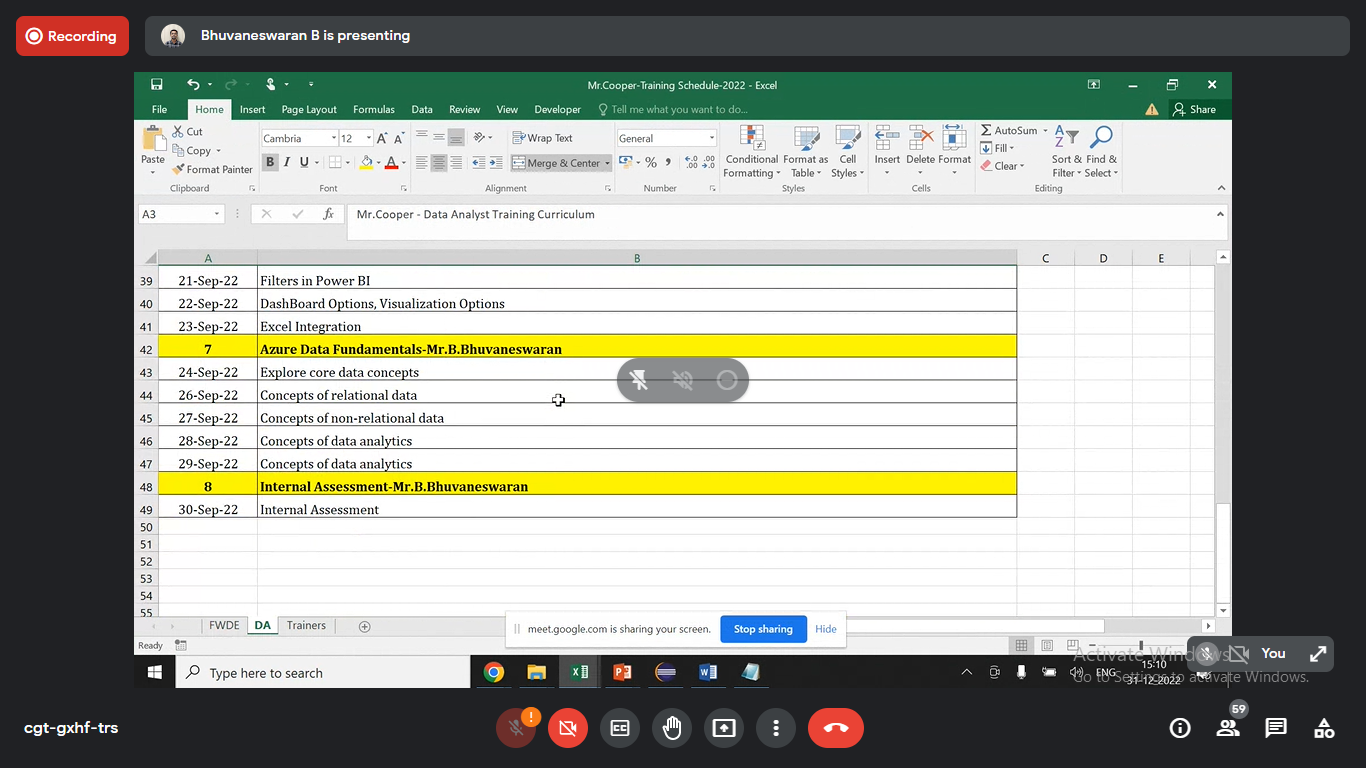 Recording
Bhuvaneswaran B is presenting
Mr.Cooper-Training Schedule-2022 - Excel
File Home Insert Page Layout Formulas Data Review View Developer Tell me what you want to do... Share
Paste
Cut
Copy
Format Painter
Clipboard
Cambria 12
B I U
Font
Wrap Text
Merge & Center
Alignment
General
Number
Conditional Formatting
Format as Table
Cell Styles
Styles
Insert Delete Format
Cells
AutoSum
Fill
Clear
Sort & Filter
Find & Select
Editing
A3 fx Mr.Cooper - Data Analyst Training Curriculum
A B C D E
39 21-Sep-22 Filters in Power BI
40 22-Sep-22 DashBoard Options, Visualization Options
41 23-Sep-22 Excel Integration
42 7 Azure Data Fundamentals-Mr.B.Bhuvaneswaran
43 24-Sep-22 Explore core data concepts
44 26-Sep-22 Concepts of relational data
45 27-Sep-22 Concepts of non-relational data
46 28-Sep-22 Concepts of data analytics
47 29-Sep-22 Concepts of data analytics
48 8 Internal Assessment-Mr.B.Bhuvaneswaran
49 30-Sep-22 Internal Assessment
50
51
52
53
54
55
FWDE DA Trainers
meet.google.com is sharing your screen. Stop sharing Hide
Ready
You
Activate Windows
Go to Settings to activate Windows.
Type here to search
ENG
15:10
31-12-2022
cgt-gxhf-trs
59